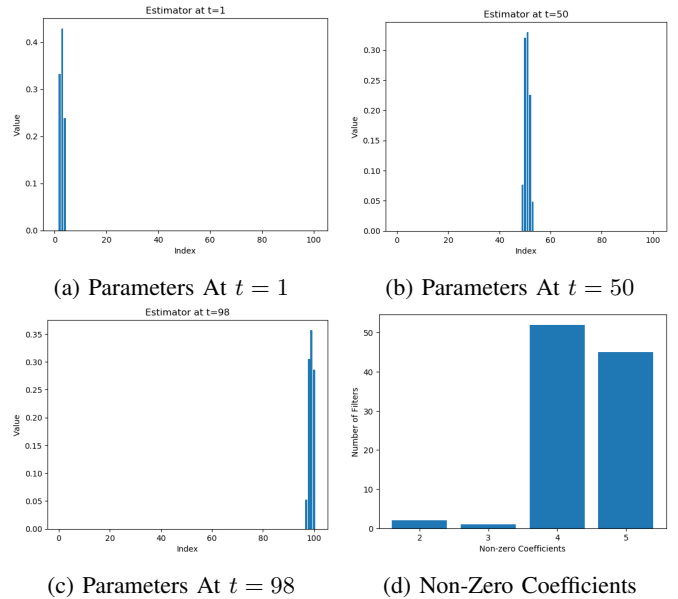 Estimator at t=1
0.4
0.3
0.2
0.1
0.0
Value
0 20 40 60 80 100
Index
(a) Parameters At t = 1
Estimator at t=50
0.30
0.25
0.20
0.15
0.10
0.05
0.00
Value
0 20 40 60 80 100
Index
(b) Parameters At t = 50
Estimator at t=98
0.35
0.30
0.25
0.20
0.15
0.10
0.05
0.00
Value
0 20 40 60 80 100
Index
(c) Parameters At t = 98
50
40
30
20
10
0
Number of Filters
2 3 4 5
Non-zero Coefficients
(d) Non-Zero Coefficients